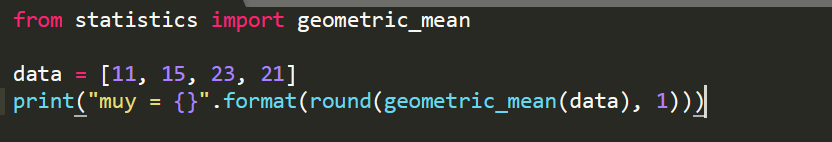 from statistics import geometric_mean
data = [11, 15, 23, 21]
print("muy = {}".format(round(geometric_mean(data), 1)))